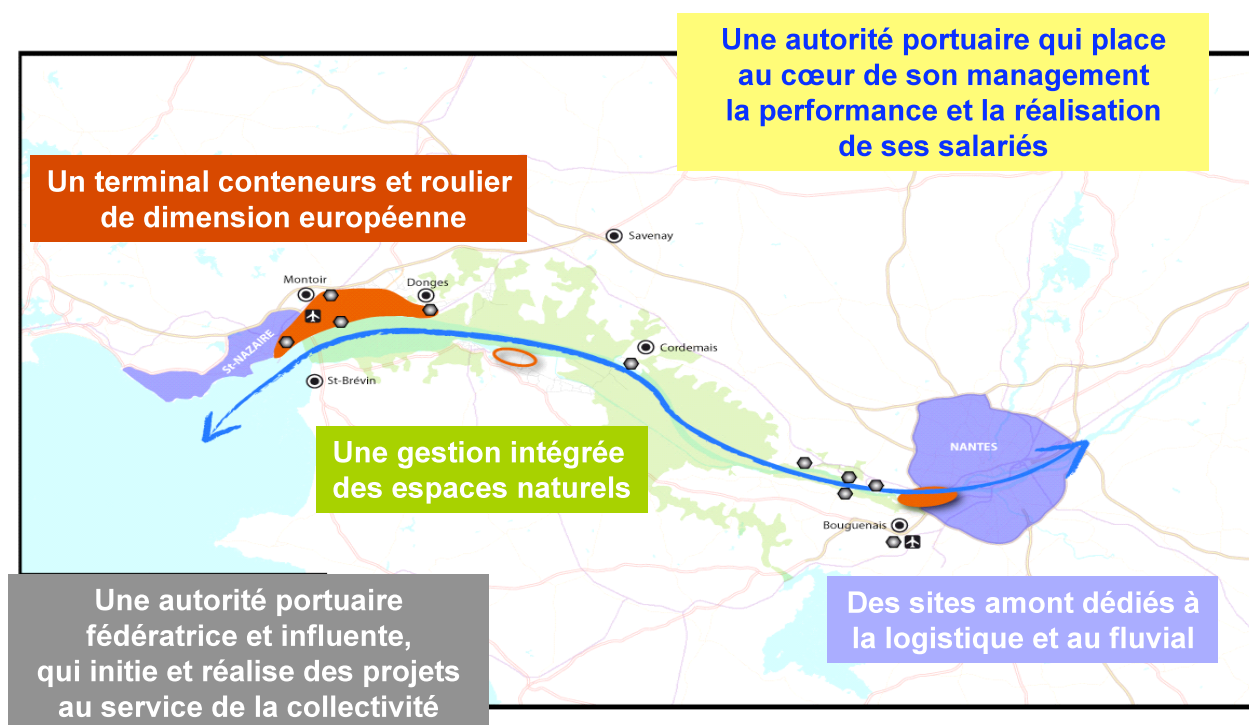 Une autorité portuaire qui place
au cœur de son management
la performance et la réalisation
de ses salariés
Un terminal conteneurs et roulier
de dimension européenne
Savenay
Montoir
Donges
St-NAZAIRE
Cordemais
St-Brévin
Une gestion intégrée
des espaces naturels
NANTES
Bouguenais
Une autorité portuaire
fédératrice et influente,
qui initie et réalise des projets
au service de la collectivité
Des sites amont dédiés à
la logistique et au fluvial